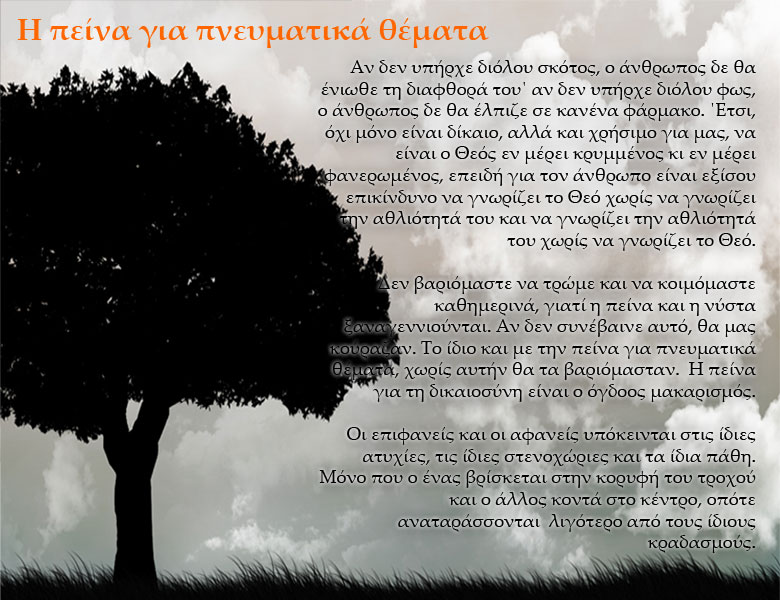 Η πείνα για πνευματικά θέματα
Αν δεν υπήρχε διόλου σκότος, ο άνθρωπος δε θα
ένιωθε τη διαφθορά του˙ αν δεν υπήρχε διόλου φως,
ο άνθρωπος δε θα έλπιζε σε κανένα φάρμακο. Έτσι,
όχι μόνο είναι δίκαιο, αλλά και χρήσιμο για μας, να
είναι ο Θεός εν μέρει κρυμμένος κι εν μέρει
φανερωμένος, επειδή για τον άνθρωπο είναι εξίσου
επικίνδυνο να γνωρίζει το Θεό χωρίς να γνωρίζει
την αθλιότητά του και να γνωρίζει την αθλιότητά
του χωρίς να γνωρίζει το Θεό.
Δεν βαριόμαστε να τρώμε και να κοιμόμαστε
καθημερινά, γιατί η πείνα και η νύστα
ξαναγεννιούνται. Αν δεν συνέβαινε αυτό, θα μας
κούραζαν. Το ίδιο και με την πείνα για πνευματικά
θέματα, χωρίς αυτήν θα τα βαριόμασταν. Η πείνα
για τη δικαιοσύνη είναι ο όγδοος μακαρισμός.
Οι επιφανείς και οι αφανείς υπόκεινται στις ίδιες
ατυχίες, τις ίδιες στενοχώριες και τα ίδια πάθη.
Μόνο που ο ένας βρίσκεται στην κορυφή του τροχού
και ο άλλος κοντά στο κέντρο, οπότε
αναταράσσονται λιγότερο από τους ίδιους
κραδασμούς.